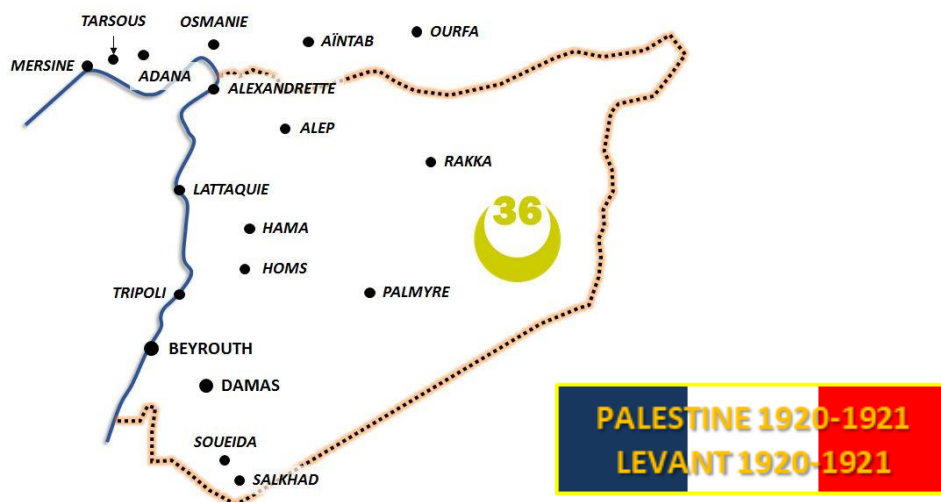 TARSOUS
OSMANIE
OURFA
AÏNTAB
MERSINE
ADANA
ALEXANDRETTE
ALEP
RAKKA
LATTAQUIE
36
HAMA
HOMS
TRIPOLI
PALMYRE
BEYROUTH
DAMAS
PALESTINE 1920-1921
LEVANT 1920-1921
SOUEIDA
SALKHAD